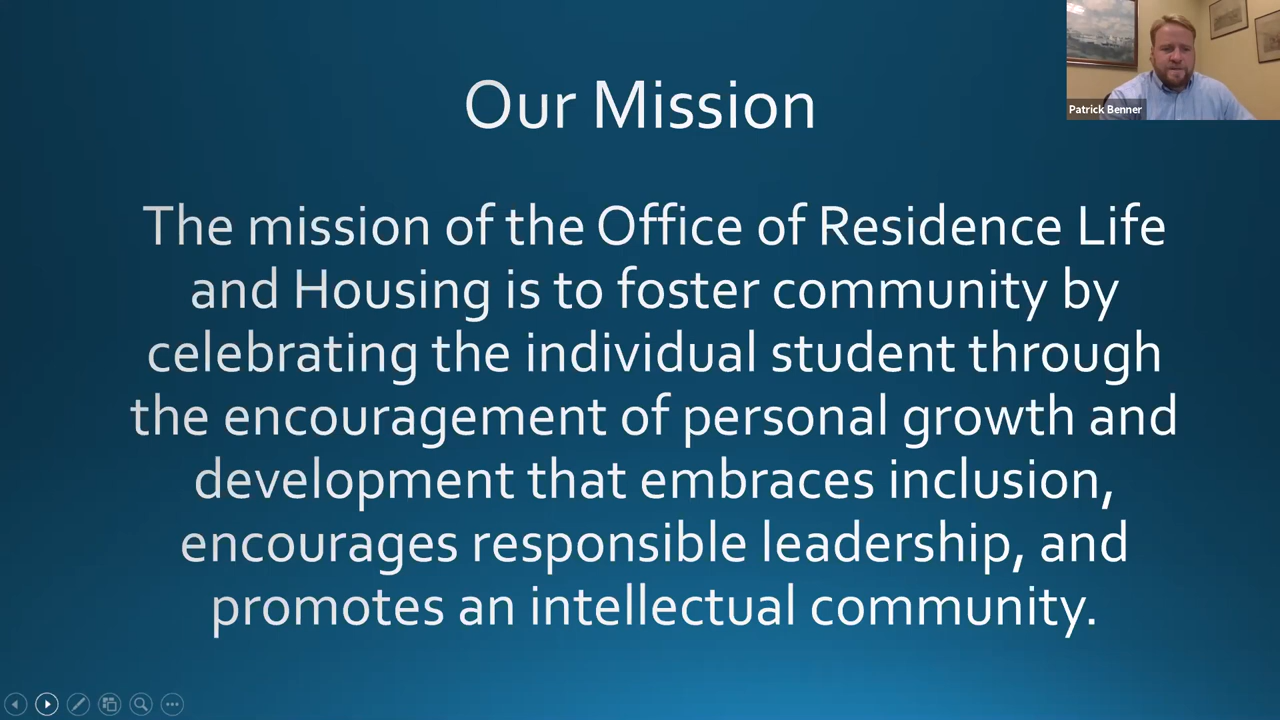 Our Mission
The mission of the Office of Residence Life
and Housing is to foster community by
celebrating the individual student through
the encouragement of personal growth and
development that embraces inclusion,
encourages responsible leadership, and
promotes an intellectual community.
Patrick Benner